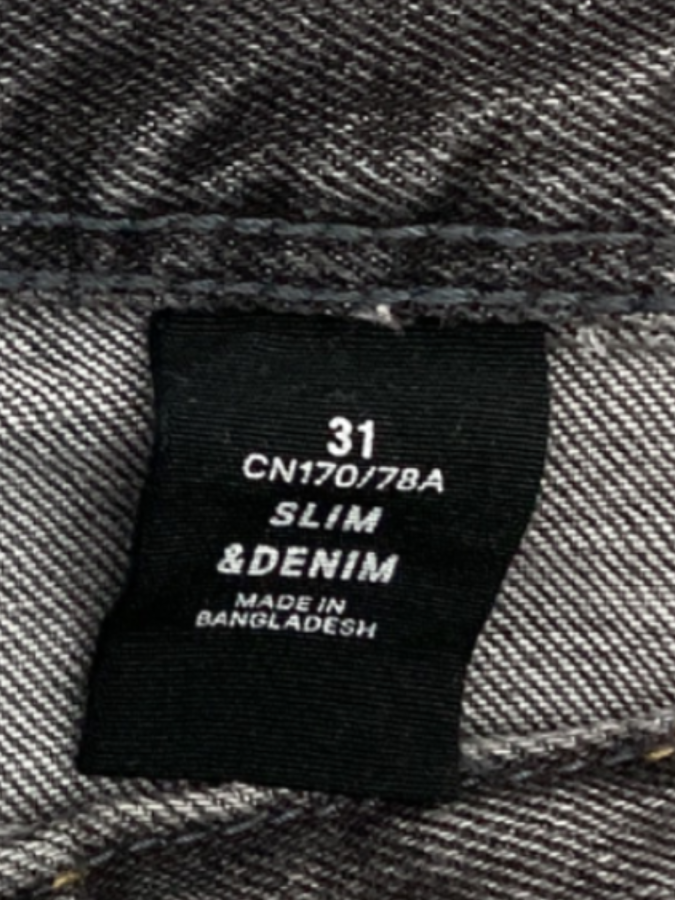 31
CN170/78A
SLIM
&DENIM
MADE IN
BANGLADESH